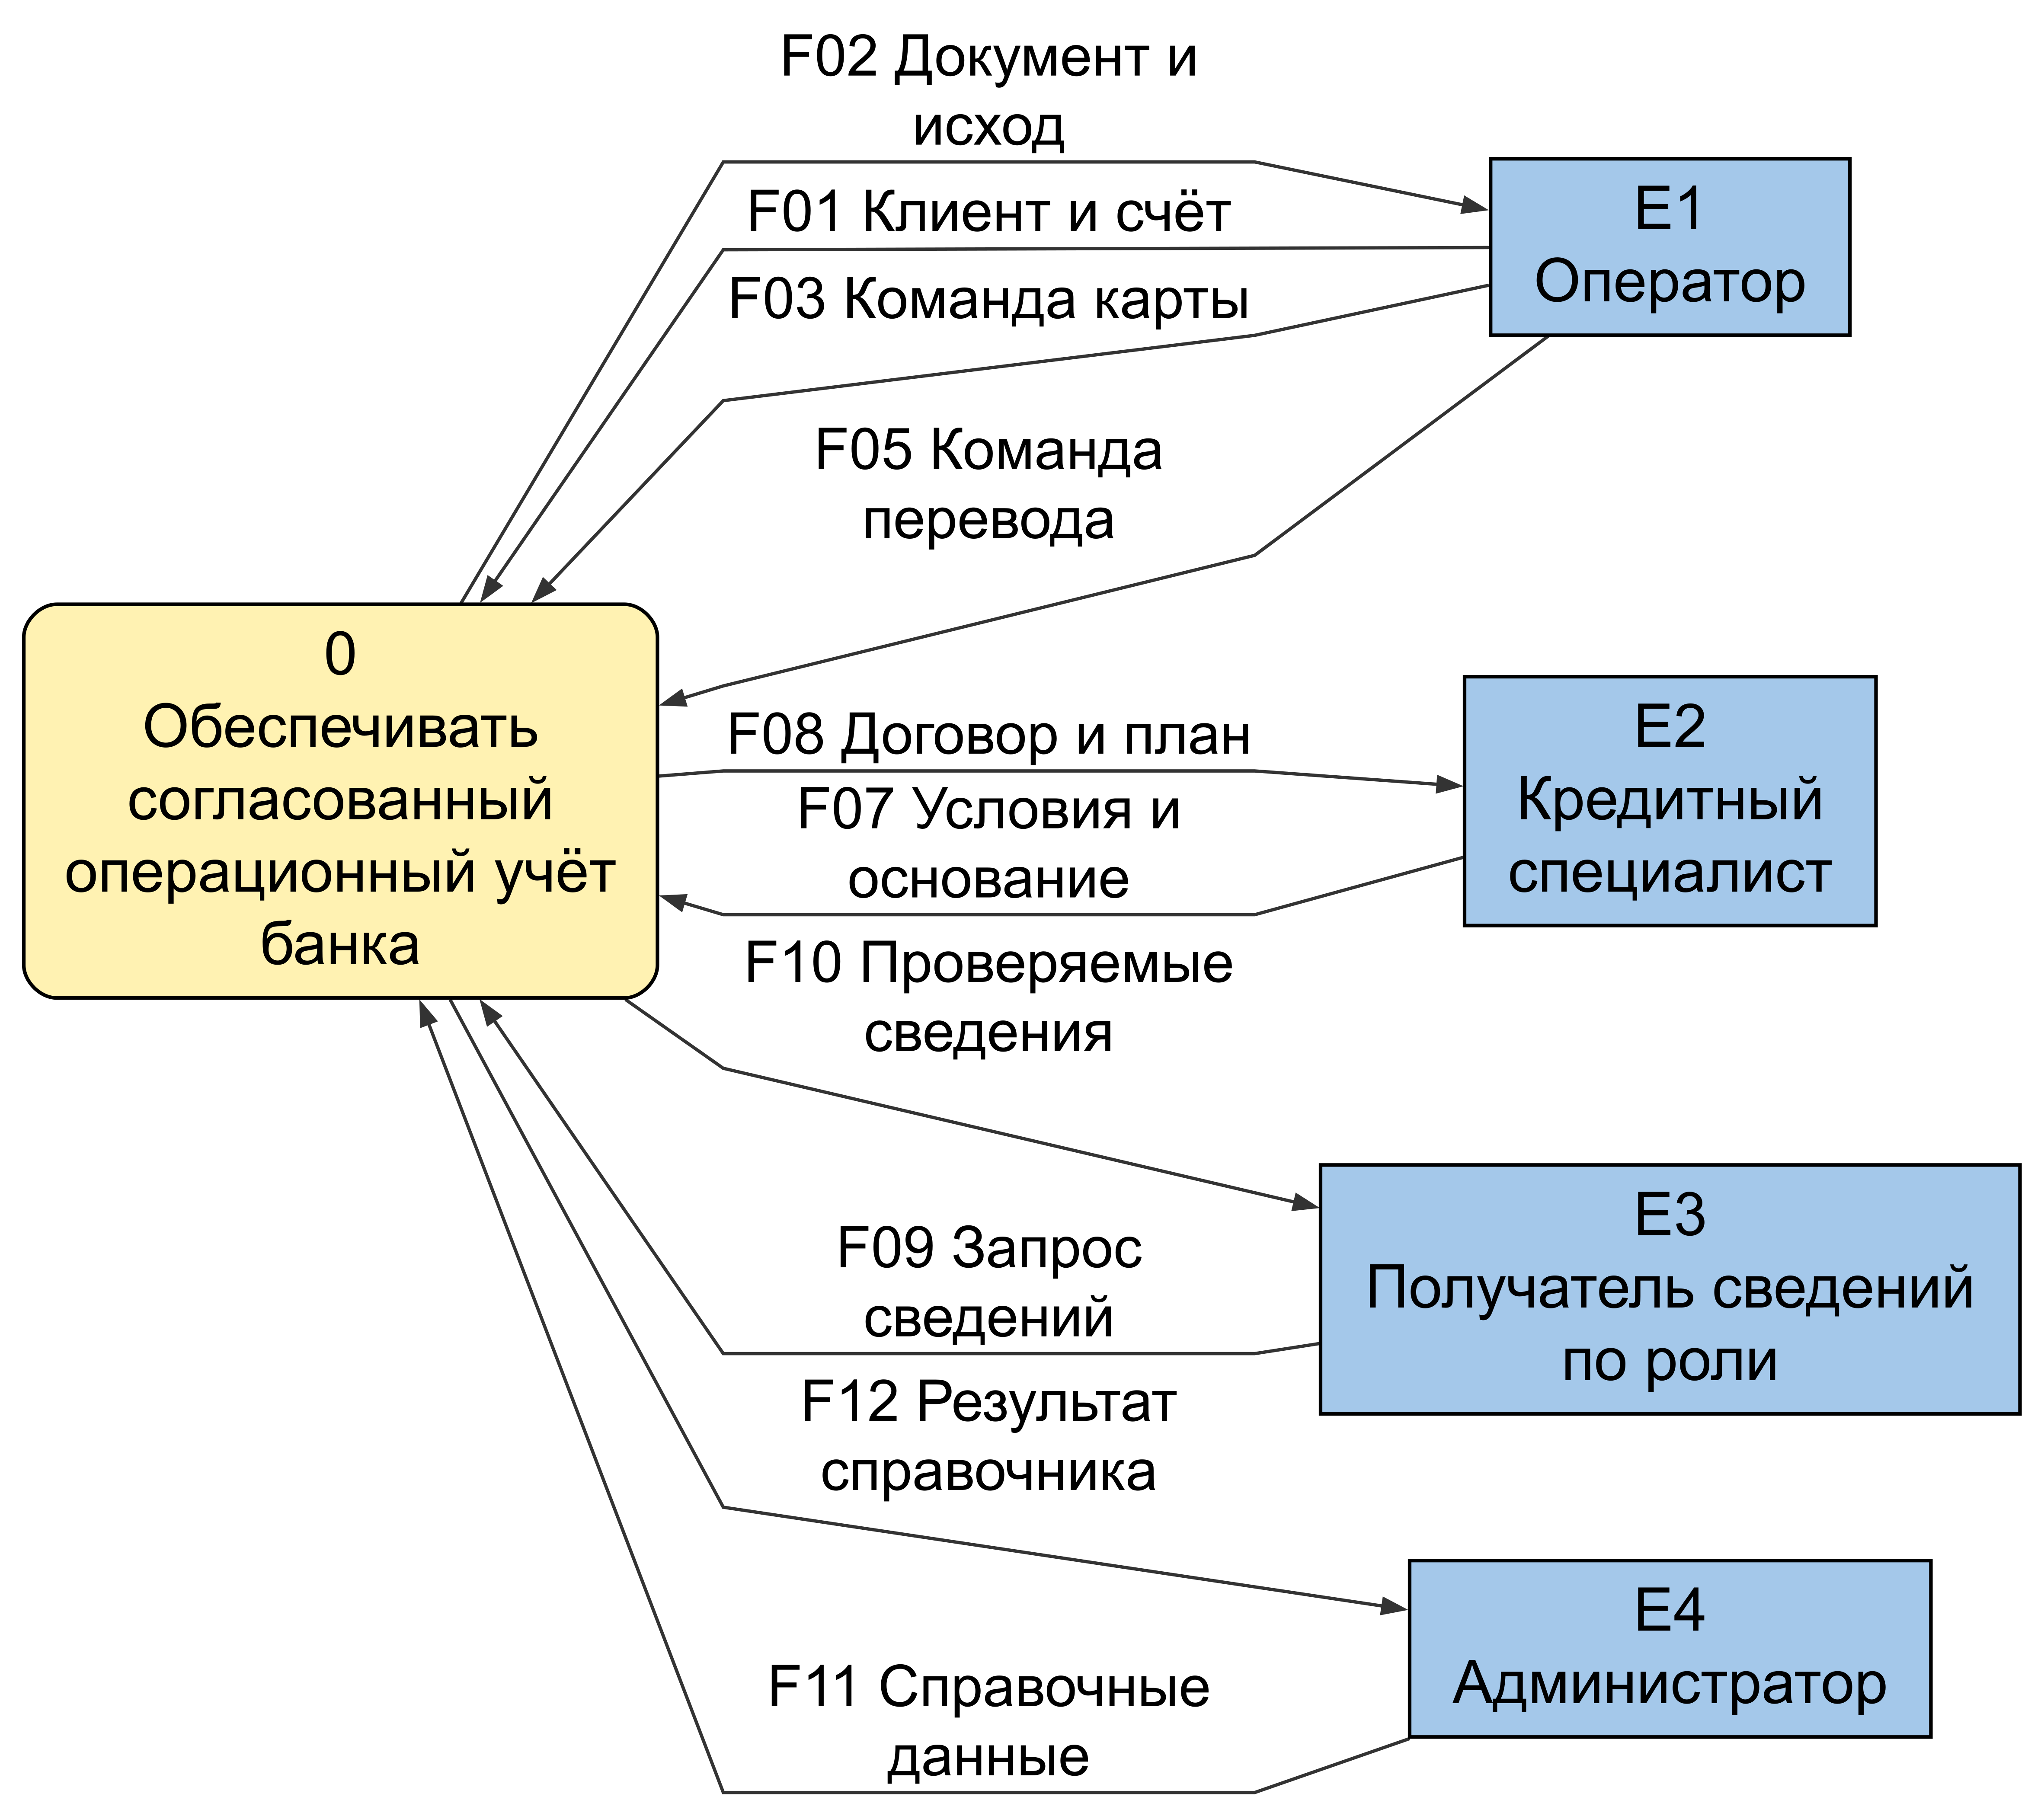 F02 Документ и
исход
F01 Клиент и счёт
F03 Команда карты
E1
Оператор
F05 Команда
перевода
0
Обеспечивать
согласованный
операционный учёт
банка
F08 Договор и план
F07 Условия и
основание
E2
Кредитный
специалист
F10 Проверяемые
сведения
E3
Получатель сведений
по роли
F09 Запрос
сведений
F12 Результат
справочника
E4
Администратор
F11 Справочные
данные